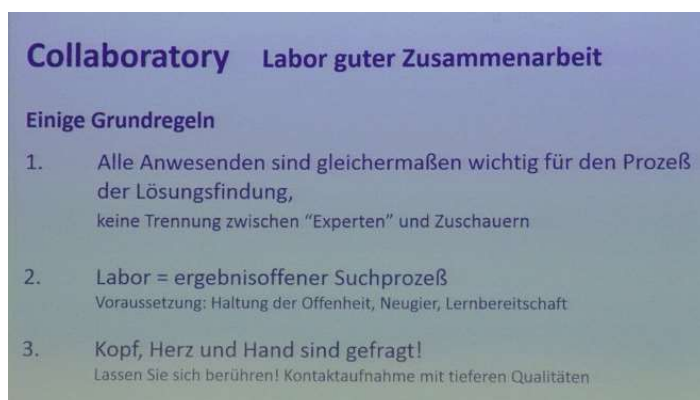 Collaboratory Labor guter Zusammenarbeit
Einige Grundregeln
1. Alle Anwesenden sind gleichermaßen wichtig für den Prozeß
der Lösungsfindung,
keine Trennung zwischen "Experten" und Zuschauern
2. Labor = ergebnisoffener Suchprozeß
Voraussetzung: Haltung der Offenheit, Neugier, Lernbereitschaft
3. Kopf, Herz und Hand sind gefragt!
Lassen Sie sich berühren! Kontaktaufnahme mit tieferen Qualitäten